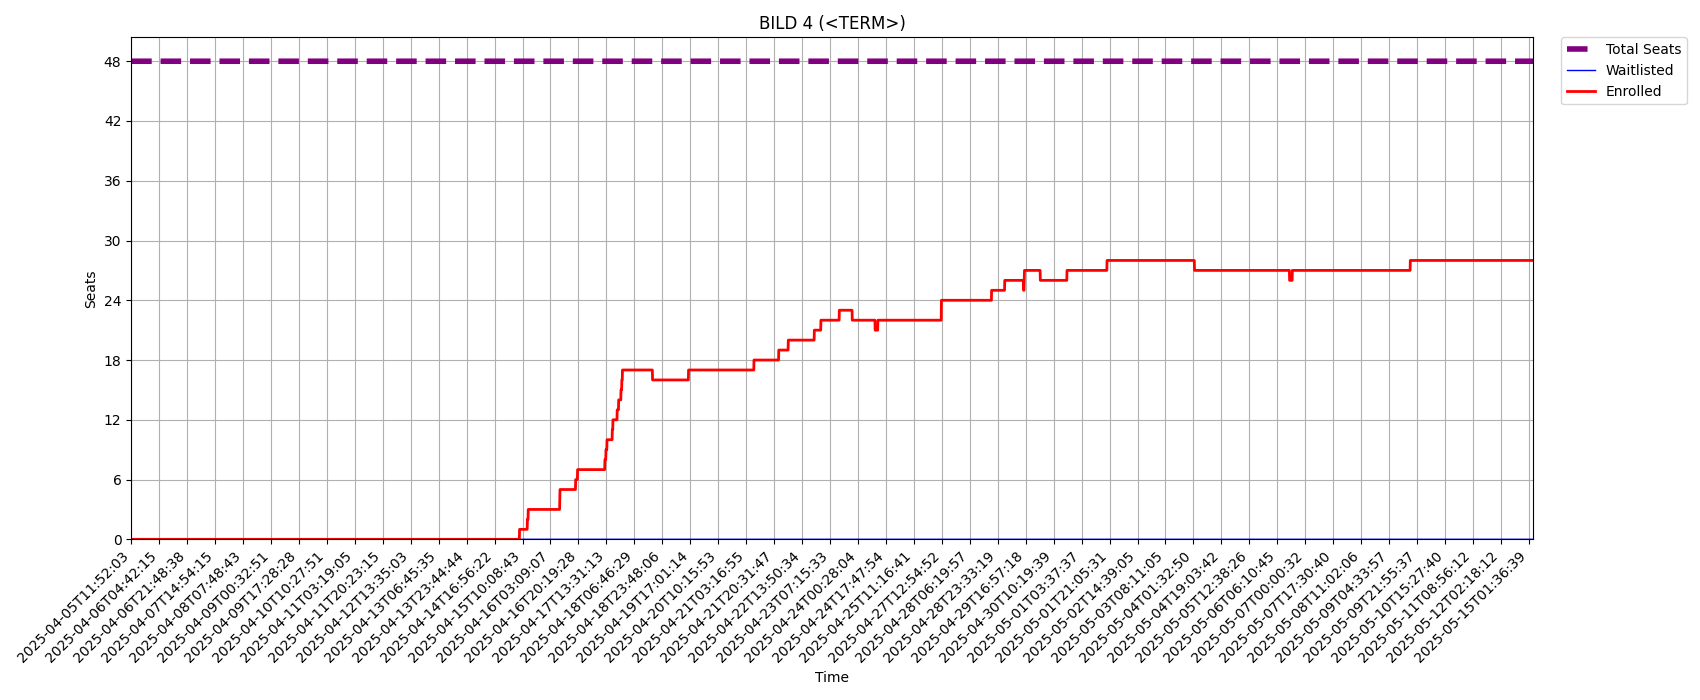 BILD 4 (<TERM>)
Total Seats
Waitlisted
Enrolled
Seats
48
42
36
30
24
18
12
6
0
2025-04-05T11:52:03
2025-04-06T04:42:15
2025-04-06T21:48:38
2025-04-07T14:54:15
2025-04-08T07:48:43
2025-04-09T00:32:51
2025-04-09T17:28:28
2025-04-10T10:27:51
2025-04-11T03:19:05
2025-04-11T20:23:15
2025-04-12T13:35:03
2025-04-13T06:45:35
2025-04-13T23:44:44
2025-04-14T16:56:22
2025-04-15T10:08:43
2025-04-16T03:09:07
2025-04-16T20:19:28
2025-04-17T13:31:13
2025-04-18T06:46:29
2025-04-18T23:48:06
2025-04-19T17:01:14
2025-04-20T10:15:53
2025-04-21T03:16:55
2025-04-21T20:31:47
2025-04-22T13:50:34
2025-04-23T07:15:33
2025-04-24T00:28:04
2025-04-24T17:47:54
2025-04-25T11:16:41
2025-04-27T12:54:52
2025-04-28T06:19:57
2025-04-28T23:33:19
2025-04-29T16:57:18
2025-04-30T10:19:39
2025-05-01T03:37:37
2025-05-01T21:05:31
2025-05-02T14:39:05
2025-05-03T08:11:05
2025-05-04T01:32:50
2025-05-04T19:03:42
2025-05-05T12:38:26
2025-05-06T06:10:45
2025-05-07T00:00:32
2025-05-07T17:30:40
2025-05-08T11:02:06
2025-05-09T04:33:57
2025-05-09T21:55:37
2025-05-10T15:27:40
2025-05-11T08:56:12
2025-05-12T02:18:12
2025-05-15T01:36:39
Time